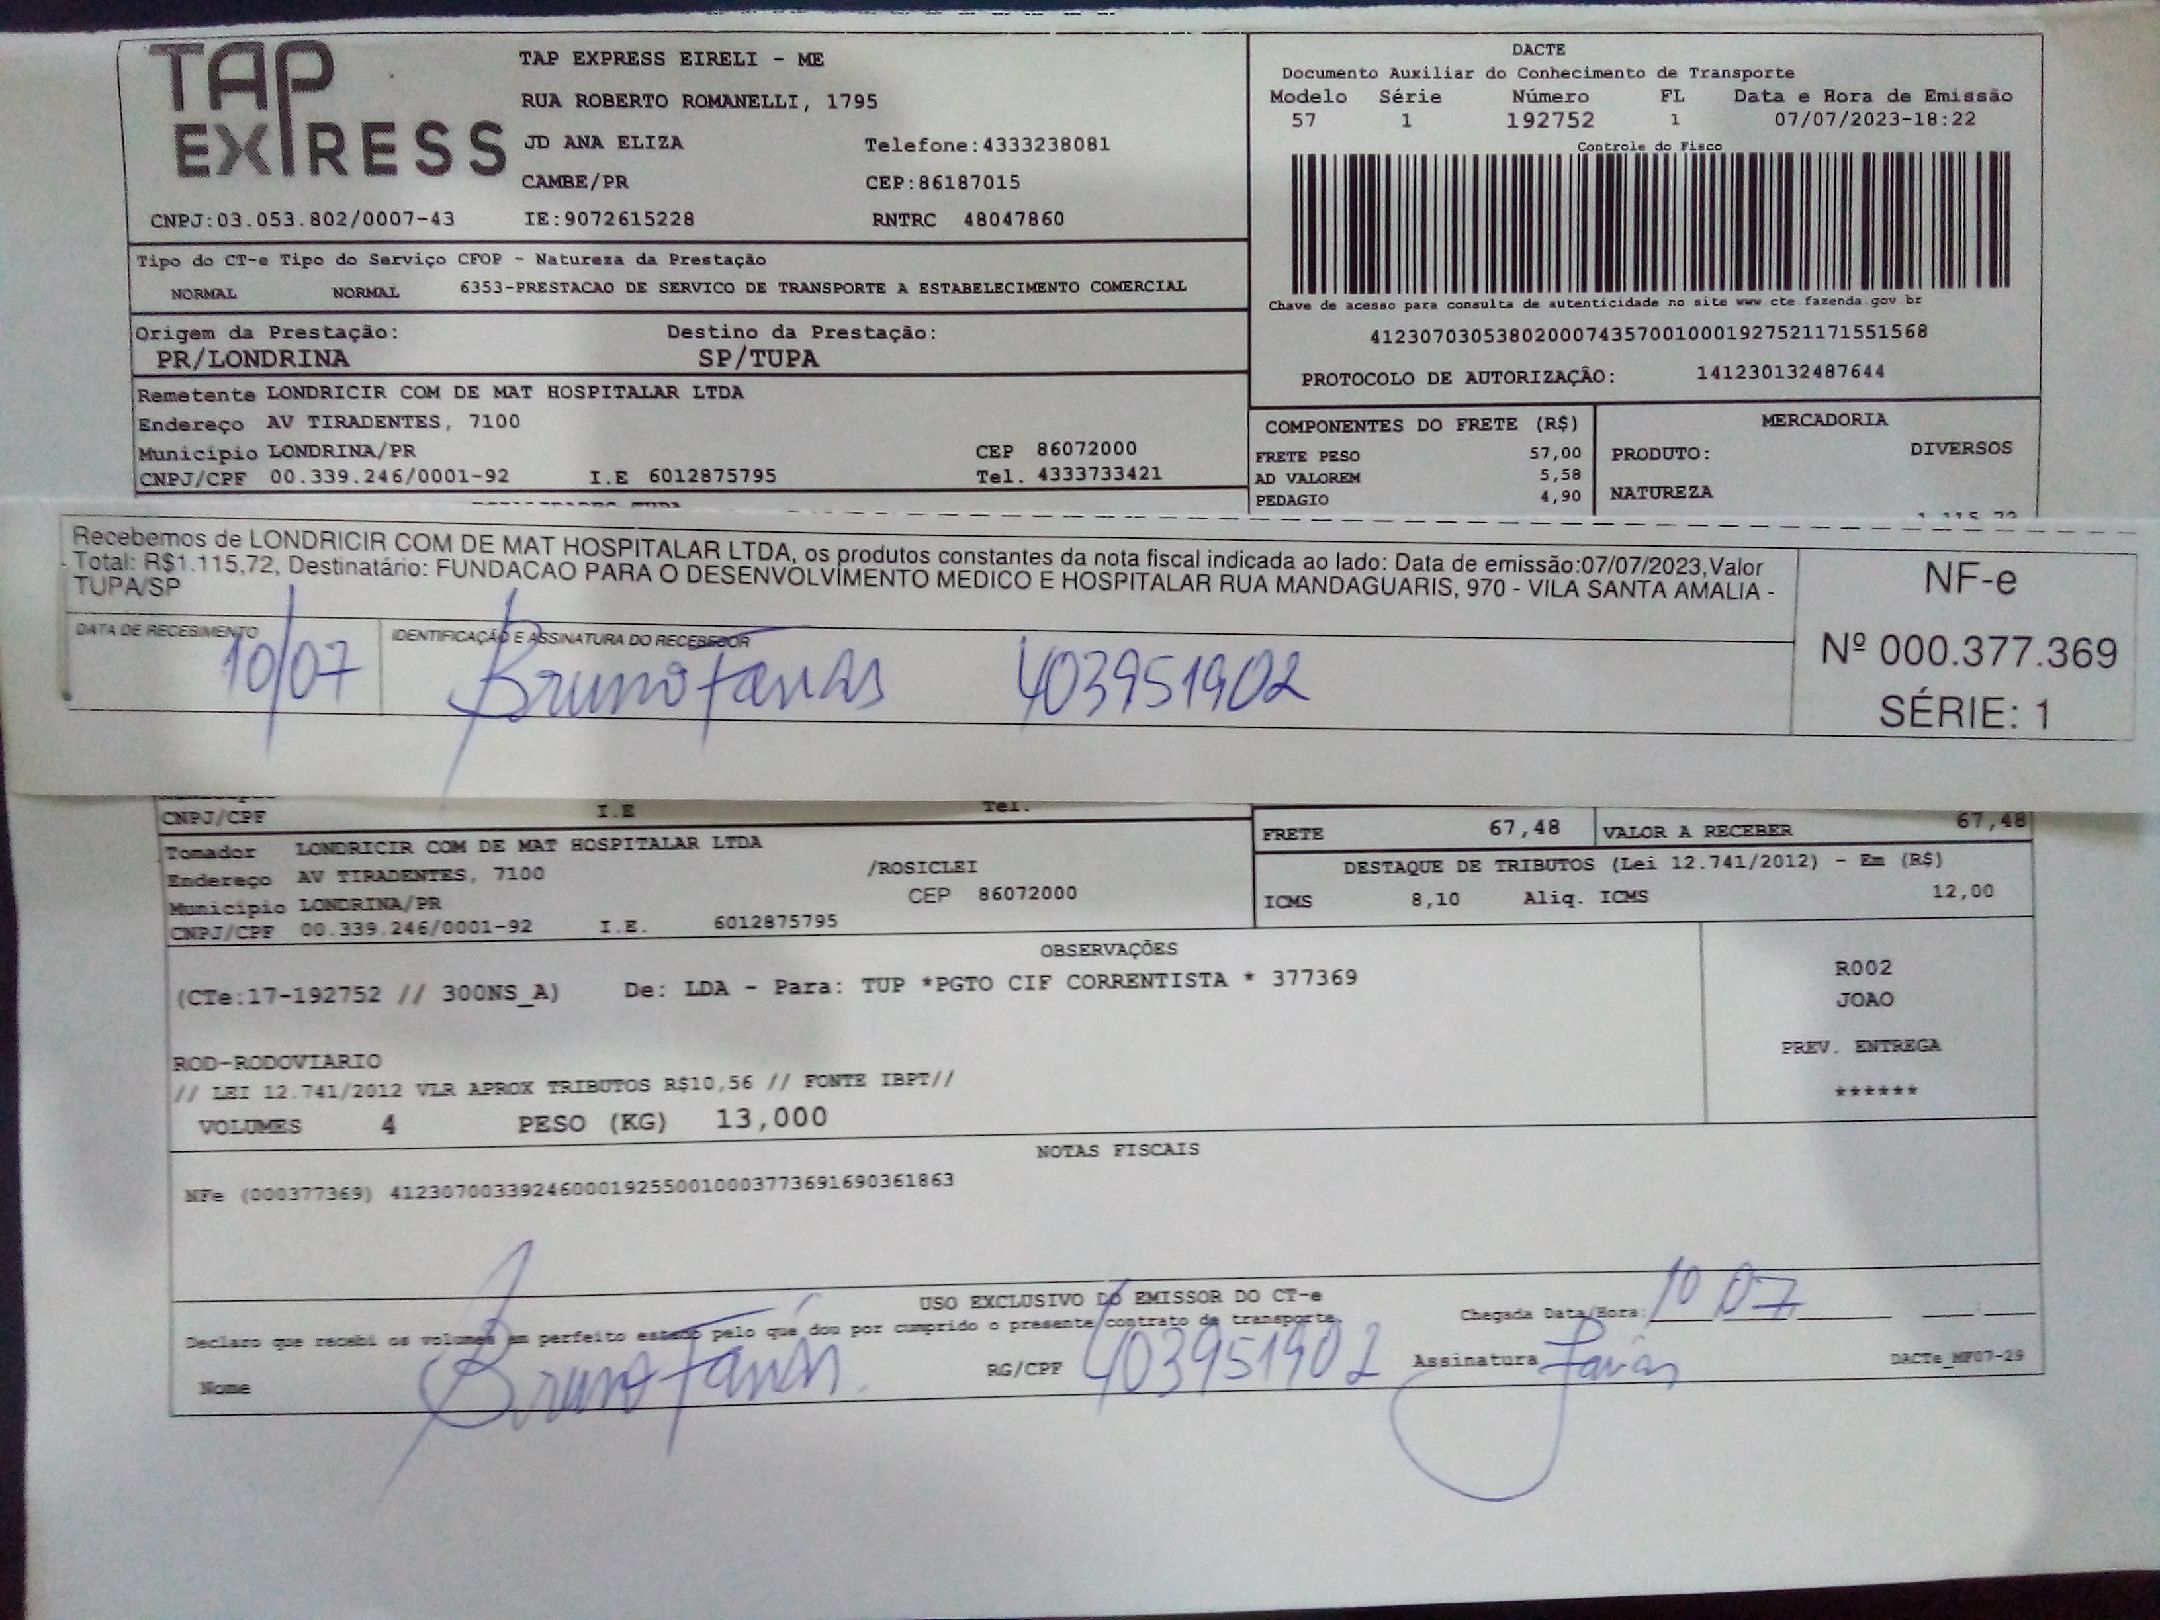 TAP EXPRESS
TAP EXPRESS EIRELI - ME
RUA ROBERTO ROMANELLI, 1795
JD ANA ELIZA Telefone:4333238081
CAMBE/PR CEP:86187015
CNPJ:03.053.802/0007-43 IE:9072615228 RNTRC 48047860
DACTE
Documento Auxiliar do Conhecimento de Transporte
Modelo Série Número FL Data e Hora de Emissão
57 1 192752 1 07/07/2023-18:22
Controle do Fisco
Chave de acesso para consulta de autenticidade no site www.cte.fazenda.gov.br
41230703053802000743570010001927521171551568
PROTOCOLO DE AUTORIZAÇÃO: 141230132487644
Tipo do CT-e Tipo do Serviço CFOP - Natureza da Prestação
NORMAL NORMAL 6353-PRESTACAO DE SERVICO DE TRANSPORTE A ESTABELECIMENTO COMERCIAL
Origem da Prestação: Destino da Prestação:
PR/LONDRINA SP/TUPA
Remetente LONDRICIR COM DE MAT HOSPITALAR LTDA
Endereço AV TIRADENTES, 7100
Município LONDRINA/PR CEP 86072000
CNPJ/CPF 00.339.246/0001-92 I.E 6012875795 Tel. 4333733421
COMPONENTES DO FRETE (R$)
FRETE PESO 57,00
AD VALOREM 5,58
PEDAGIO 4,90
MERCADORIA
PRODUTO: DIVERSOS
NATUREZA
Recebemos de LONDRICIR COM DE MAT HOSPITALAR LTDA, os produtos constantes da nota fiscal indicada ao lado: Data de emissão:07/07/2023,Valor
Total: R$1.115,72, Destinatário: FUNDACAO PARA O DESENVOLVIMENTO MEDICO E HOSPITALAR RUA MANDAGUARIS, 970 - VILA SANTA AMALIA -
TUPA/SP
DATA DE RECEBIMENTO IDENTIFICAÇÃO E ASSINATURA DO RECEBEDOR
10/07 Bruno Farias 403951902
NF-e
Nº 000.377.369
SÉRIE: 1
CNPJ/CPF I.E Tel.
FRETE 67,48 VALOR A RECEBER 67,48
Tomador LONDRICIR COM DE MAT HOSPITALAR LTDA
Endereço AV TIRADENTES, 7100 /ROSICLEI
Município LONDRINA/PR CEP 86072000
CNPJ/CPF 00.339.246/0001-92 I.E. 6012875795
DESTAQUE DE TRIBUTOS (Lei 12.741/2012) - Em (R$)
ICMS 8,10 Aliq. ICMS 12,00
OBSERVAÇÕES
(CTe:17-192752 // 300NS_A) De: LDA - Para: TUP *PGTO CIF CORRENTISTA * 377369
ROD-RODOVIARIO
// LEI 12.741/2012 VLR APROX TRIBUTOS R$10,56 // FONTE IBPT//
VOLUMES 4 PESO (KG) 13,000
R002
JOAO
PREV. ENTREGA
******
NOTAS FISCAIS
NFe (000377369) 41230700339246000192550010003773691690361863
USO EXCLUSIVO DO EMISSOR DO CT-e
Declaro que recebi os volumes em perfeito estado pelo que dou por cumprido o presente contrato de transporte.
Chegada Data/Hora: 10 07
Nome Bruno Farias RG/CPF 403951902 Assinatura Farias
DACTe_MF07-29